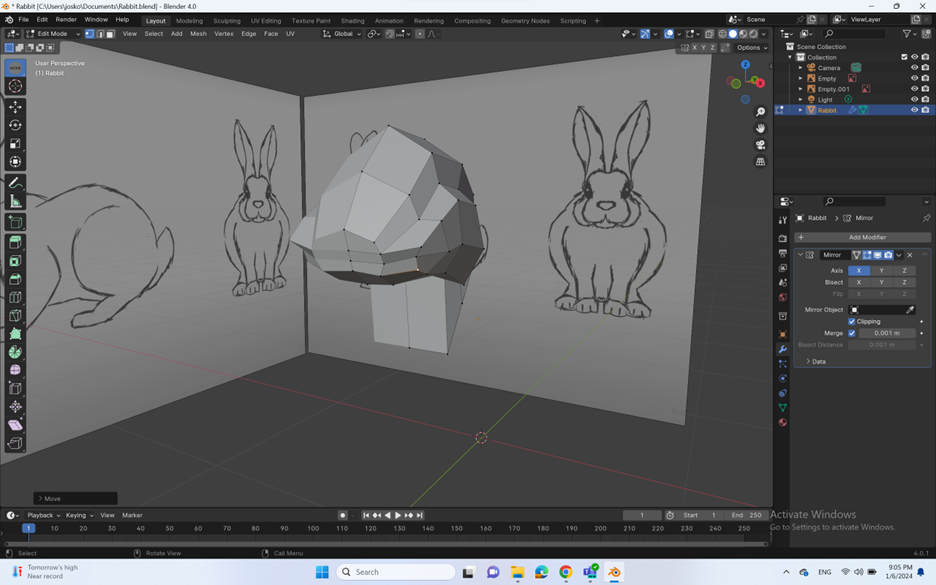 * Rabbit [C:\Users\josko\Documents\Rabbit.blend] - Blender 4.0
File Edit Render Window Help Layout Modeling Sculpting UV Editing Texture Paint Shading Animation Rendering Compositing Geometry Nodes Scripting + Scene ViewLayer
Edit Mode View Select Add Mesh Vertex Edge Face UV Global
X Y Z Options
User Perspective
(1) Rabbit
Z
X
Move
Scene Collection
Collection
Camera
Empty
Empty.001
Light
Rabbit
Rabbit > Mirror
+ Add Modifier
Mirror
Axis X Y Z
Bisect X Y Z
Flip X Y Z
Mirror Object
Clipping
Merge 0.001 m
Bisect Distance 0.001 m
> Data
Playback Keying View Marker 1 Start 1 End 250
1 10 20 30 40 50 60 70 80 90 100 110 120 130 140 150 160 170 180 190 200 210 220 230 240 250
Activate Windows
Go to Settings to activate Windows.
Select Rotate View Call Menu 4.0.1
Tomorrow's high
Near record
Search
ENG
9:05 PM
1/6/2024